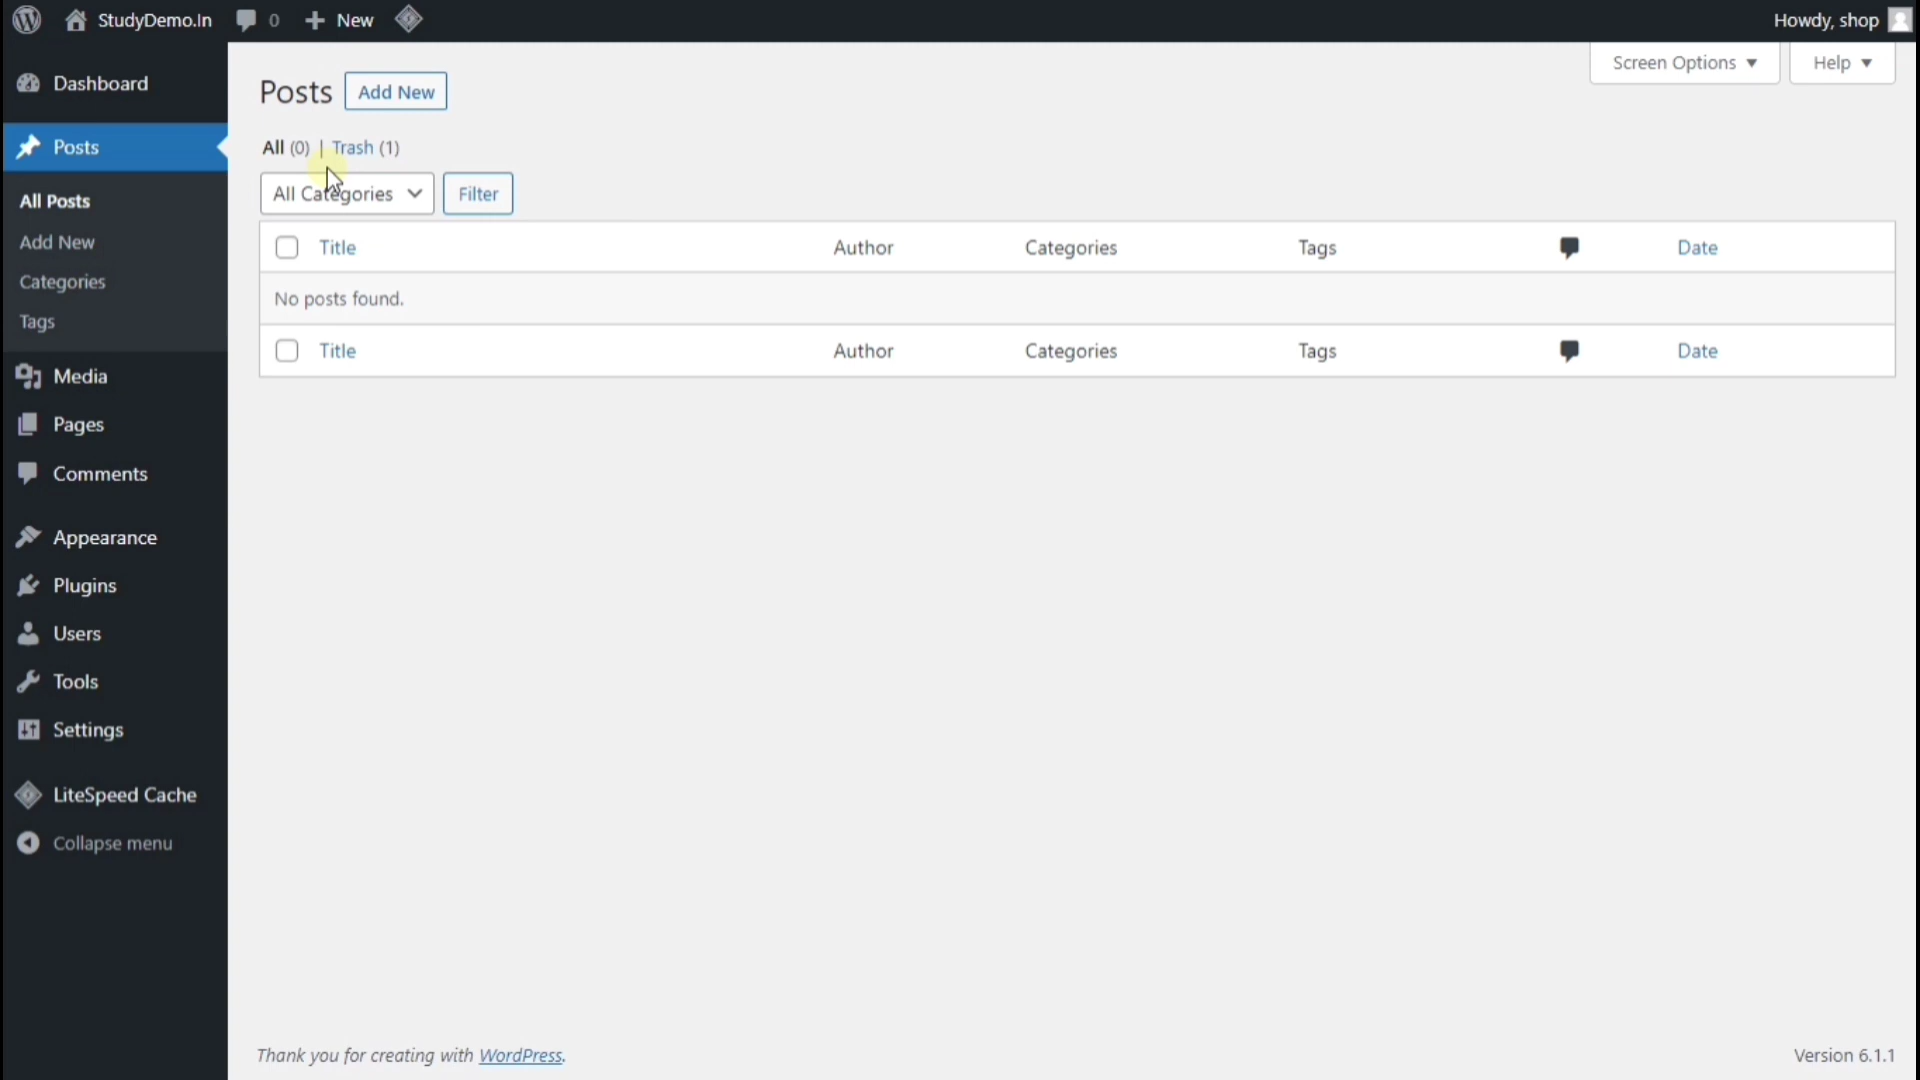 StudyDemo.In 0 New Howdy, shop
Screen Options Help
Dashboard
Posts
All Posts
Add New
Categories
Tags
Media
Pages
Comments
Appearance
Plugins
Users
Tools
Settings
LiteSpeed Cache
Collapse menu
Posts Add New
All (0) | Trash (1)
All Categories Filter
Title Author Categories Tags Date
No posts found.
Title Author Categories Tags Date
Thank you for creating with WordPress. Version 6.1.1